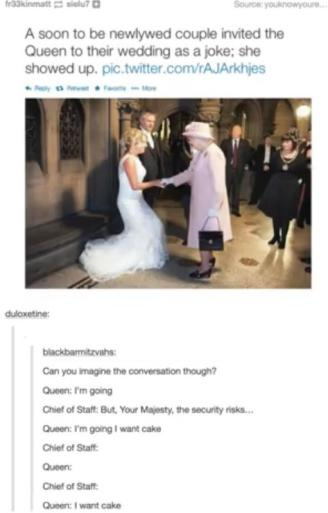 fr33kinmatt sielu7
Source: youknowyoure...
A soon to be newlywed couple invited the
Queen to their wedding as a joke; she
showed up. pic.twitter.com/rAJArkhjes
Reply Retweet Favorite More
duloxetine:
blackbarmitzvahs:
Can you imagine the conversation though?
Queen: I'm going
Chief of Staff: But, Your Majesty, the security risks...
Queen: I'm going I want cake
Chief of Staff:
Queen:
Chief of Staff:
Queen: I want cake